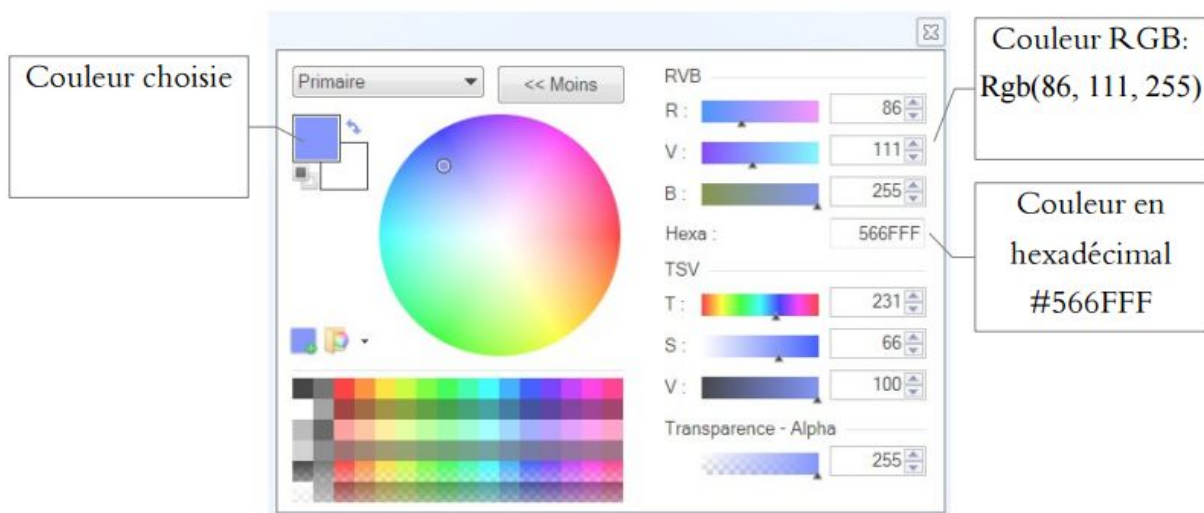 Couleur choisie
Primaire
<< Moins
RVB
R : 86
V : 111
B : 255
Hexa : 566FFF
TSV
T : 231
S : 66
V : 100
Transparence - Alpha
255
Couleur RGB:
Rgb(86, 111, 255)
Couleur en
hexadécimal
#566FFF